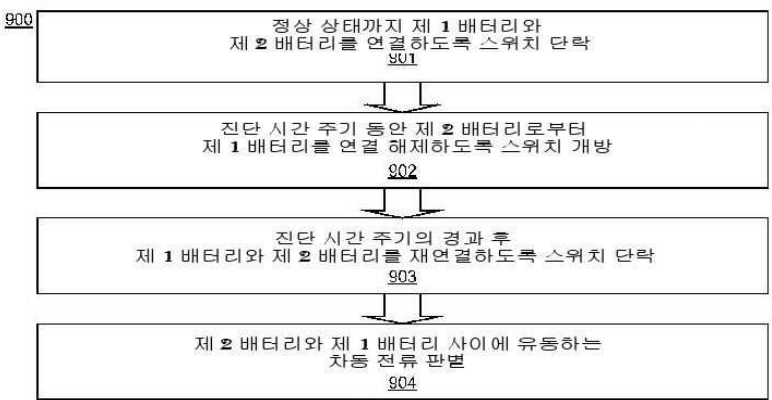 900
정상 상태까지 제 1 배터리와
제 2 배터리를 연결하도록 스위치 단락
901
진단 시간 주기 동안 제 2 배터리로부터
제 1 배터리를 연결 해제하도록 스위치 개방
902
진단 시간 주기의 경과 후
제 1 배터리와 제 2 배터리를 재연결하도록 스위치 단락
903
제 2 배터리와 제 1 배터리 사이에 유동하는
차동 전류 판별
904